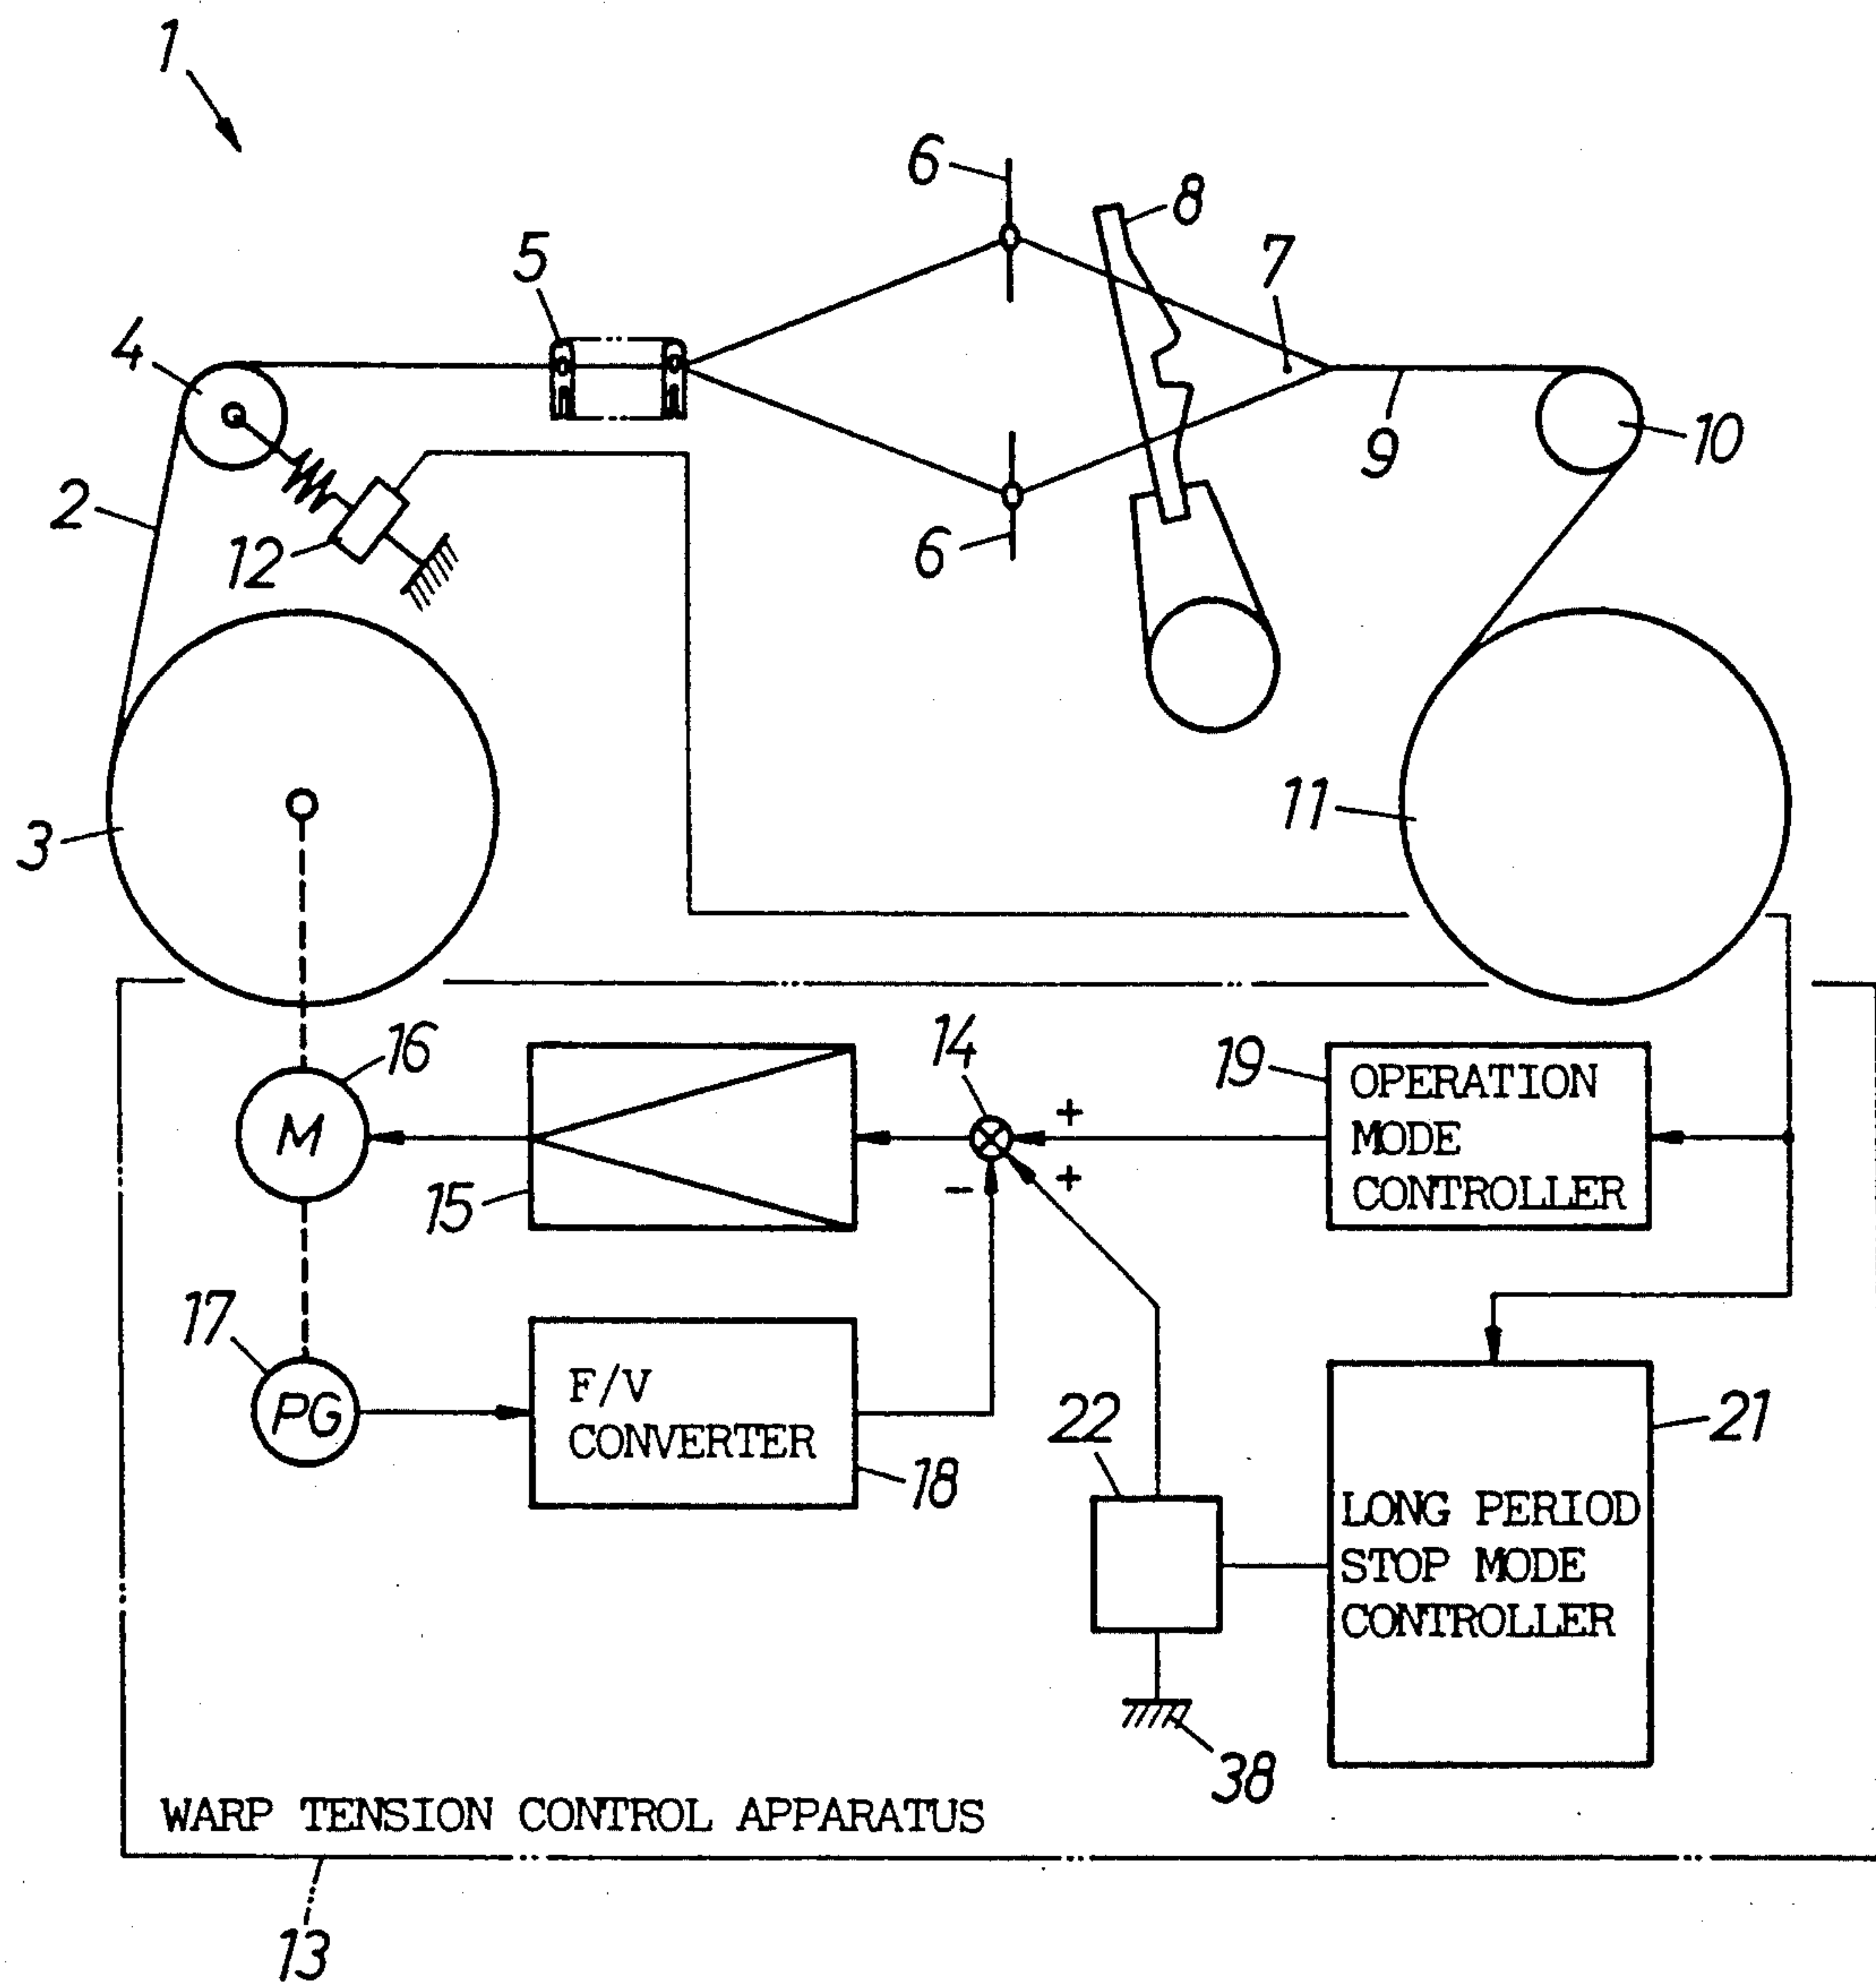 1
6
8
5
7
4
2
12
6
9
10
3
11
16
14
19
OPERATION
MODE
CONTROLLER
M
+
+
-
15
17
PG
F/V
CONVERTER
18
22
21
LONG PERIOD
STOP MODE
CONTROLLER
38
WARP TENSION CONTROL APPARATUS
13